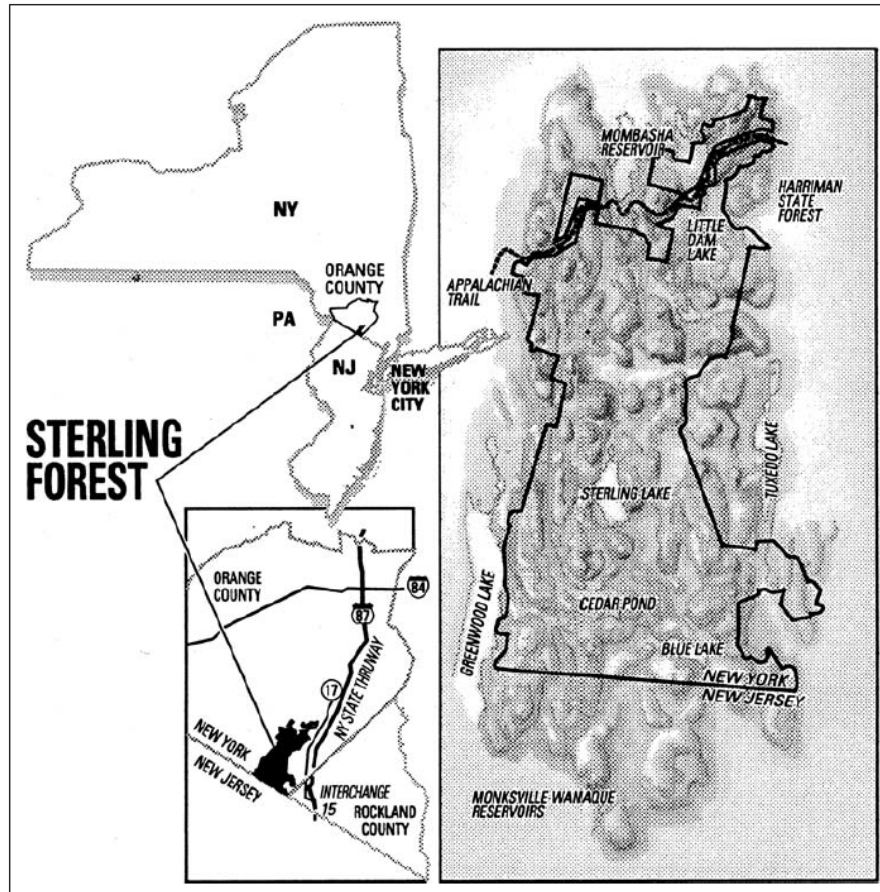 NY
ORANGE
COUNTY
PA
NJ
NEW
YORK
CITY
STERLING
FOREST
ORANGE
COUNTY
84
87
17
NY STATE THRUWAY
NEW YORK
NEW JERSEY
INTERCHANGE
15
ROCKLAND
COUNTY
MOMBASHA
RESERVOIR
HARRIMAN
STATE
FOREST
LITTLE
DAM
LAKE
APPALACHIAN
TRAIL
TUXEDO LAKE
STERLING LAKE
GREENWOOD LAKE
CEDAR POND
BLUE LAKE
NEW YORK
NEW JERSEY
MONKSVILLE-WANAQUE
RESERVOIRS